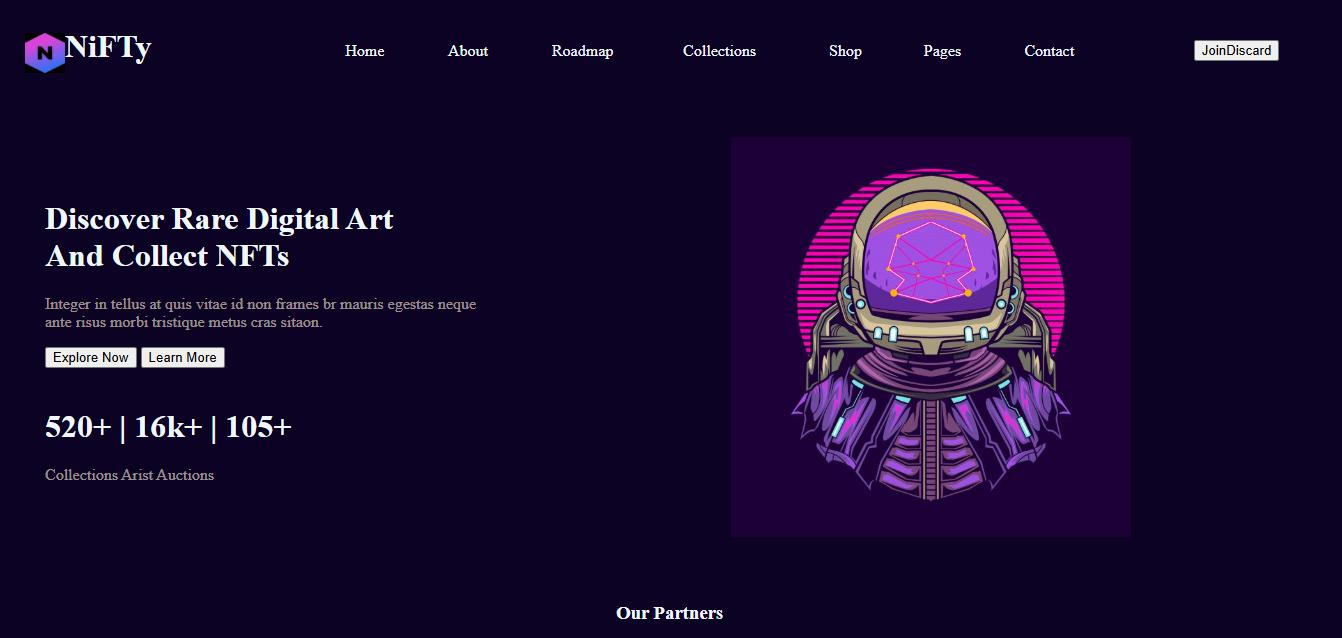 N NiFTy Home About Roadmap Collections Shop Pages Contact JoinDiscard
Discover Rare Digital Art
And Collect NFTs
Integer in tellus at quis vitae id non frames br mauris egestas neque
ante risus morbi tristique metus cras sitaon.
Explore Now Learn More
520+ | 16k+ | 105+
Collections Arist Auctions
Our Partners